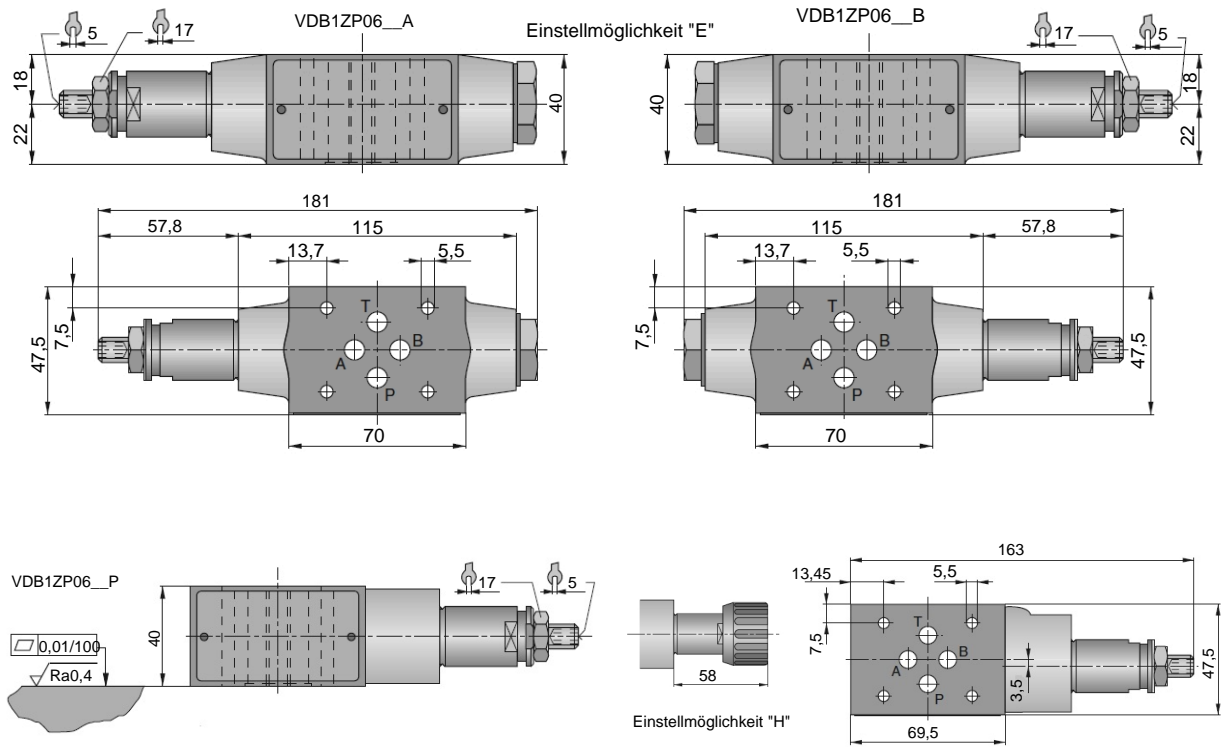 VDB1ZP06__A
Einstellmöglichkeit "E"
VDB1ZP06__B
5
17
17
5
18
22
40
40
18
22
181
181
57,8
115
115
57,8
13,7
5,5
13,7
5,5
7,5
47,5
T
A
B
P
7,5
47,5
T
A
B
P
70
70
VDB1ZP06__P
17
5
40
0,01/100
Ra0,4
58
Einstellmöglichkeit "H"
163
13,45
5,5
7,5
T
A
B
P
3,5
47,5
69,5